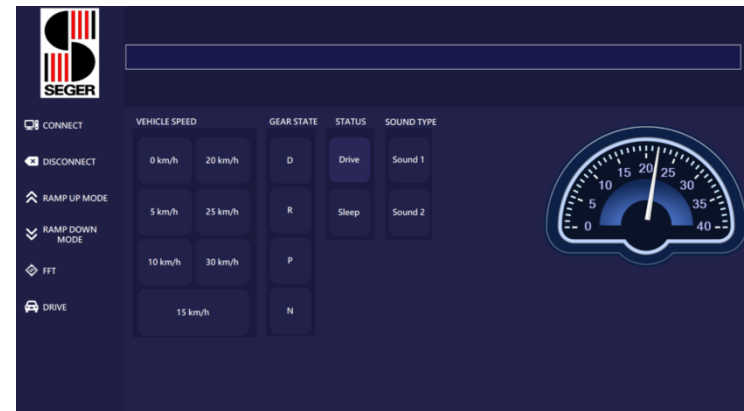 SEGER
CONNECT
DISCONNECT
RAMP UP MODE
RAMP DOWN
MODE
FFT
DRIVE
VEHICLE SPEED
0 km/h 20 km/h
5 km/h 25 km/h
10 km/h 30 km/h
15 km/h
GEAR STATE
D
R
P
N
STATUS
Drive
Sleep
SOUND TYPE
Sound 1
Sound 2
0 5 10 15 20 25 30 35 40